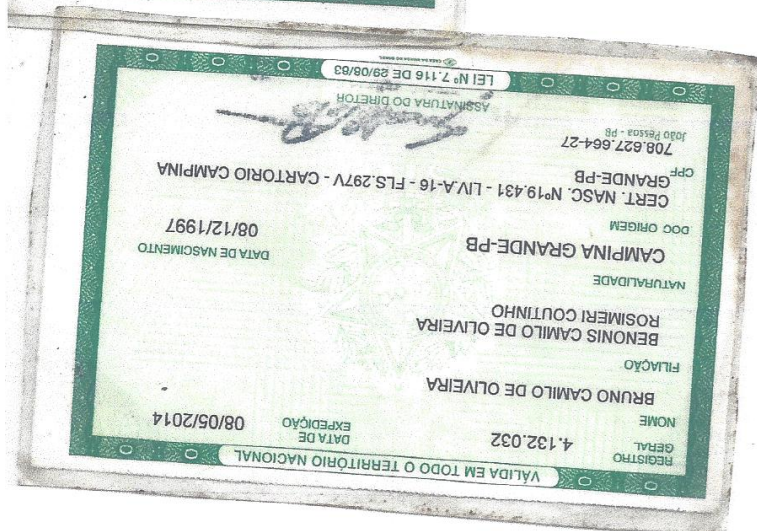 VÁLIDA EM TODO O TERRITÓRIO NACIONAL
REGISTRO GERAL 4.132.032 DATA DE EXPEDIÇÃO 08/05/2014
NOME
BRUNO CAMILO DE OLIVEIRA
FILIAÇÃO
BENONIS CAMILO DE OLIVEIRA
ROSIMERI COUTINHO
NATURALIDADE DATA DE NASCIMENTO
CAMPINA GRANDE-PB 08/12/1997
DOC ORIGEM
CERT. NASC. Nº19.431 - LIV.A-16 - FLS.297V - CARTORIO CAMPINA
GRANDE-PB
CPF
708.627.664-27
João Pessoa - PB
ASSINATURA DO DIRETOR
LEI Nº 7.116 DE 29/08/83